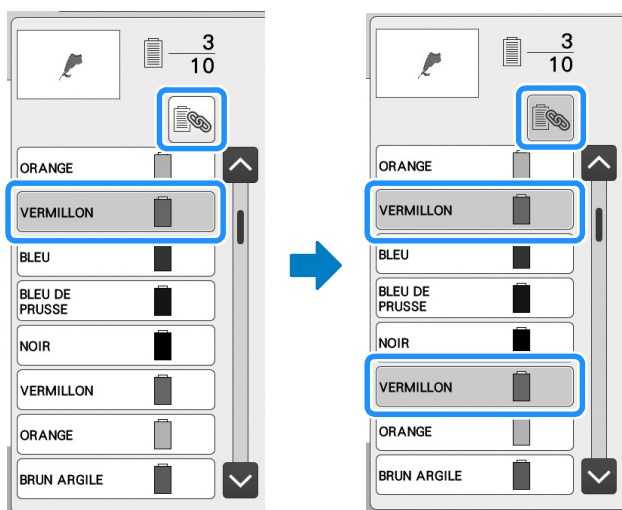 3
10
ORANGE
VERMILLON
BLEU
BLEU DE
PRUSSE
NOIR
VERMILLON
ORANGE
BRUN ARGILE
3
10
ORANGE
VERMILLON
BLEU
BLEU DE
PRUSSE
NOIR
VERMILLON
ORANGE
BRUN ARGILE